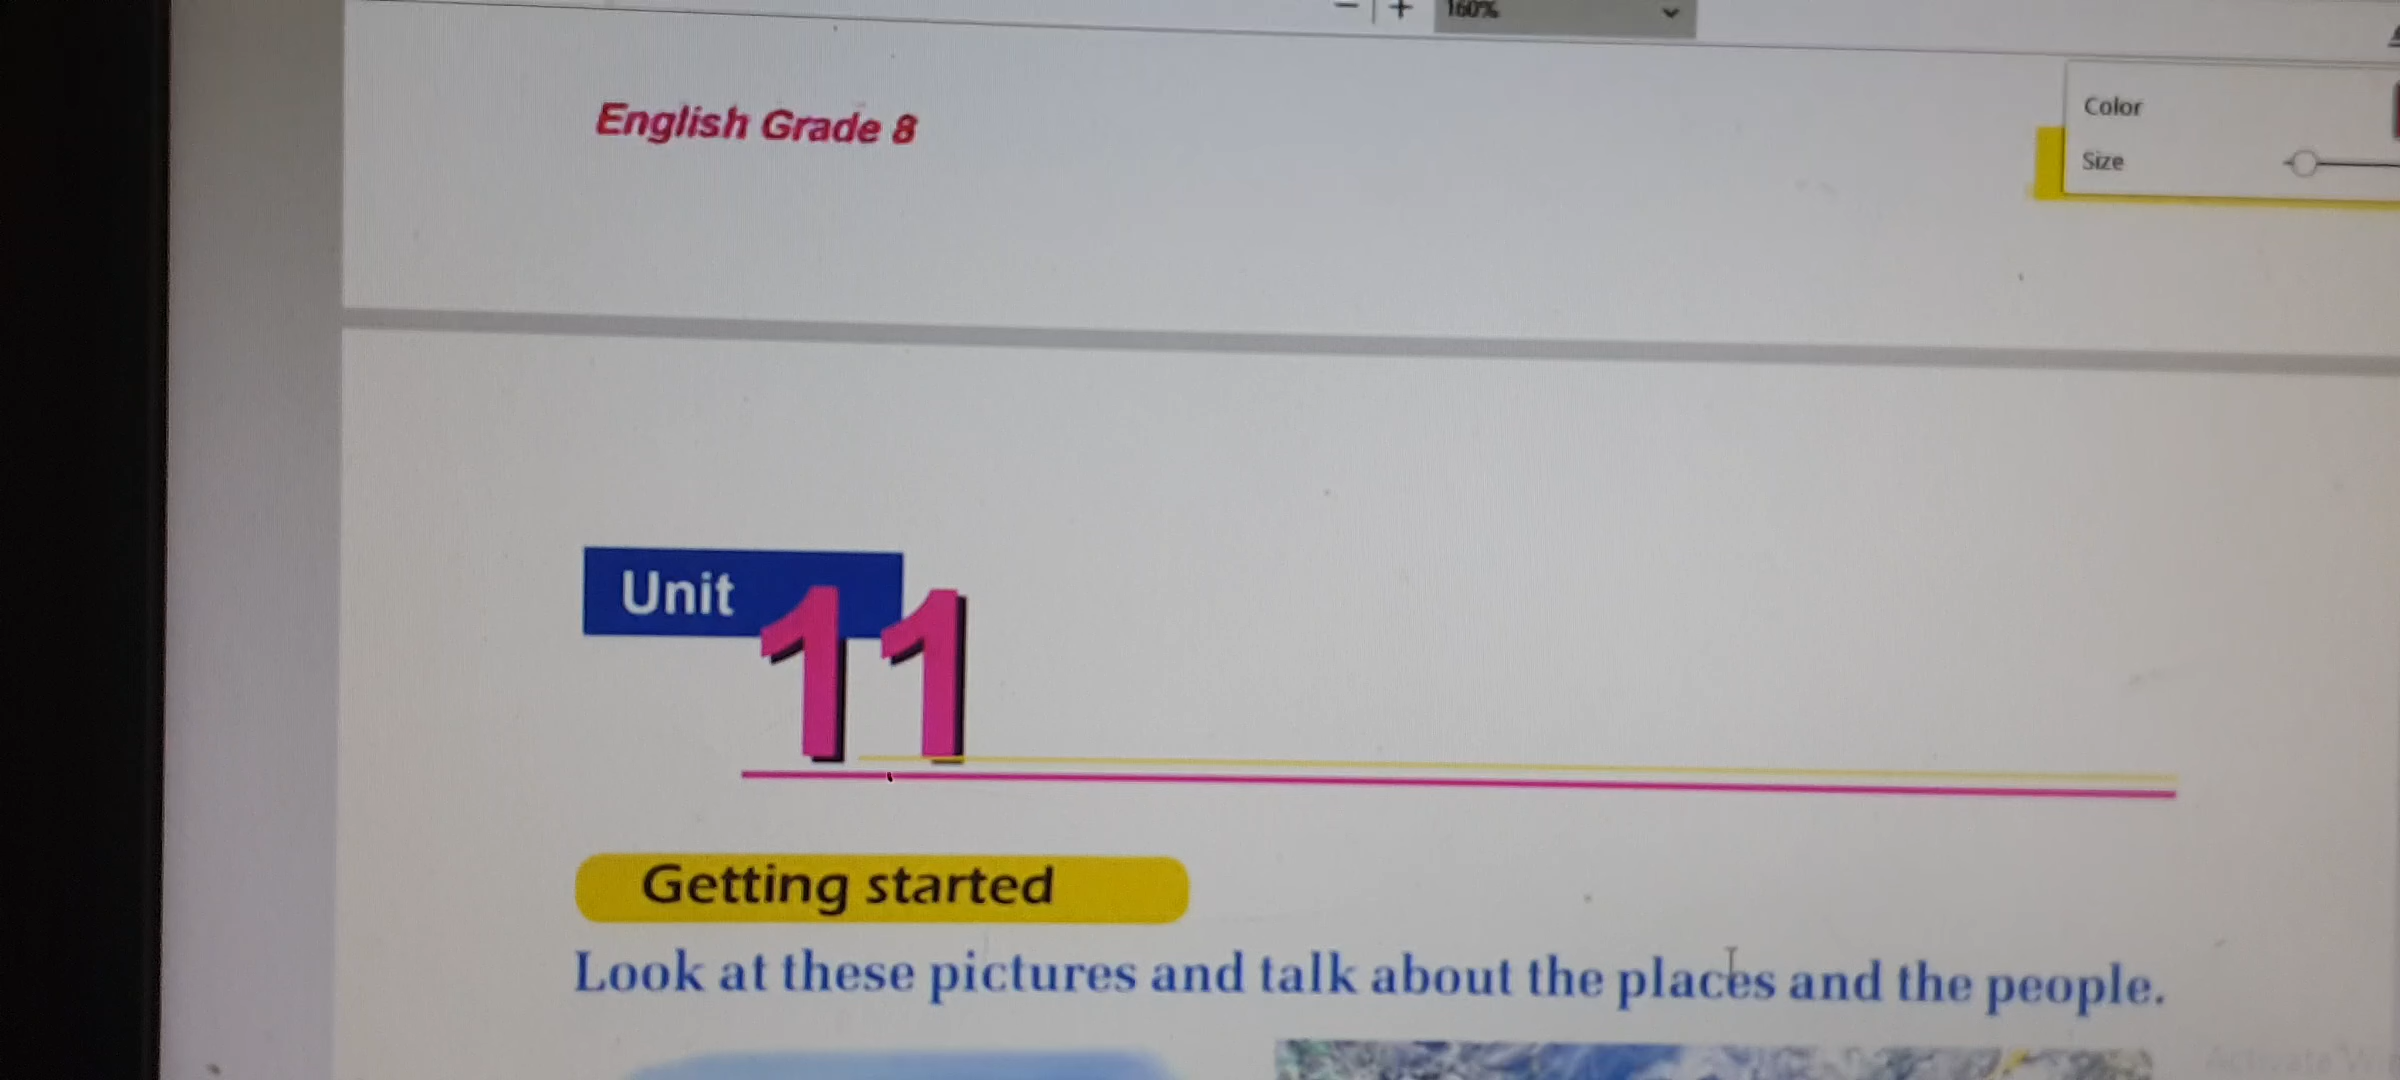 160%
English Grade 8
Color
Size
Unit
11
Getting started
Look at these pictures and talk about the places and the people.